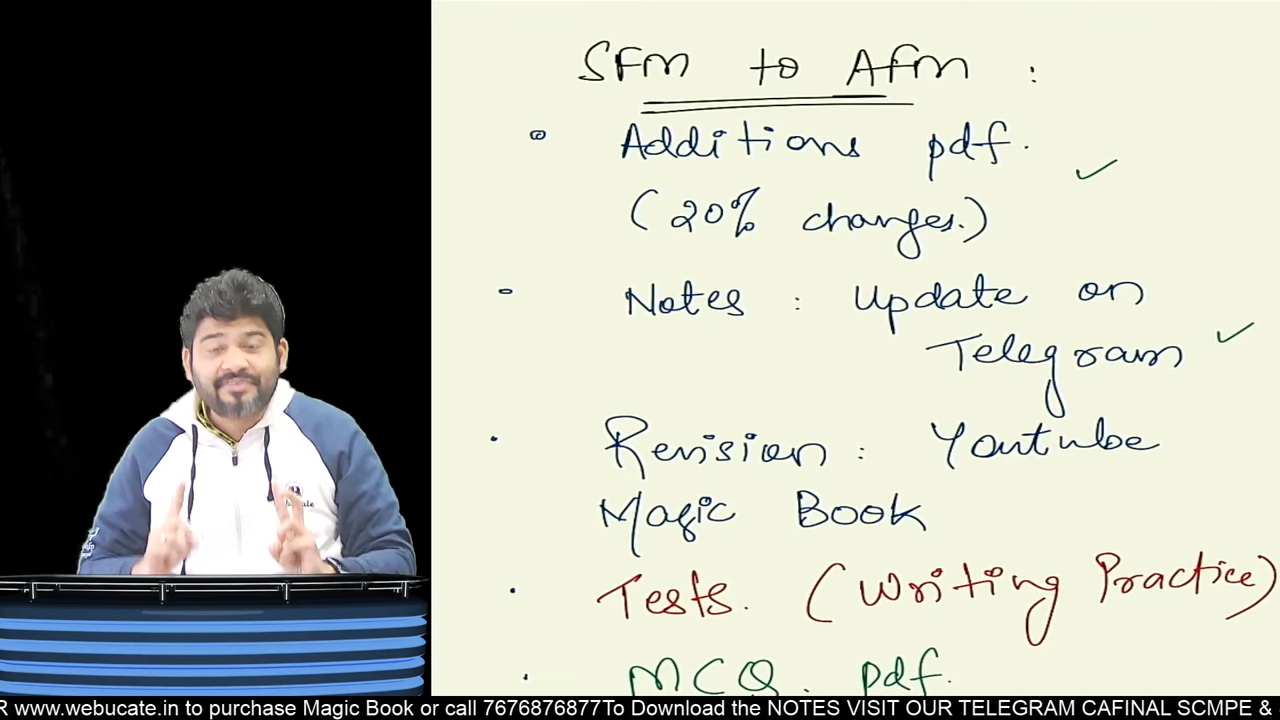 SFM to AFM :
Additions pdf.
(20% changes.)
Notes : Update on
Telegram
Revision : Youtube
Magic Book
Tests. (Writing Practice)
MCQ. pdf.
R www.webucate.in to purchase Magic Book or call 7676876877To Download the NOTES VISIT OUR TELEGRAM CAFINAL SCMPE &